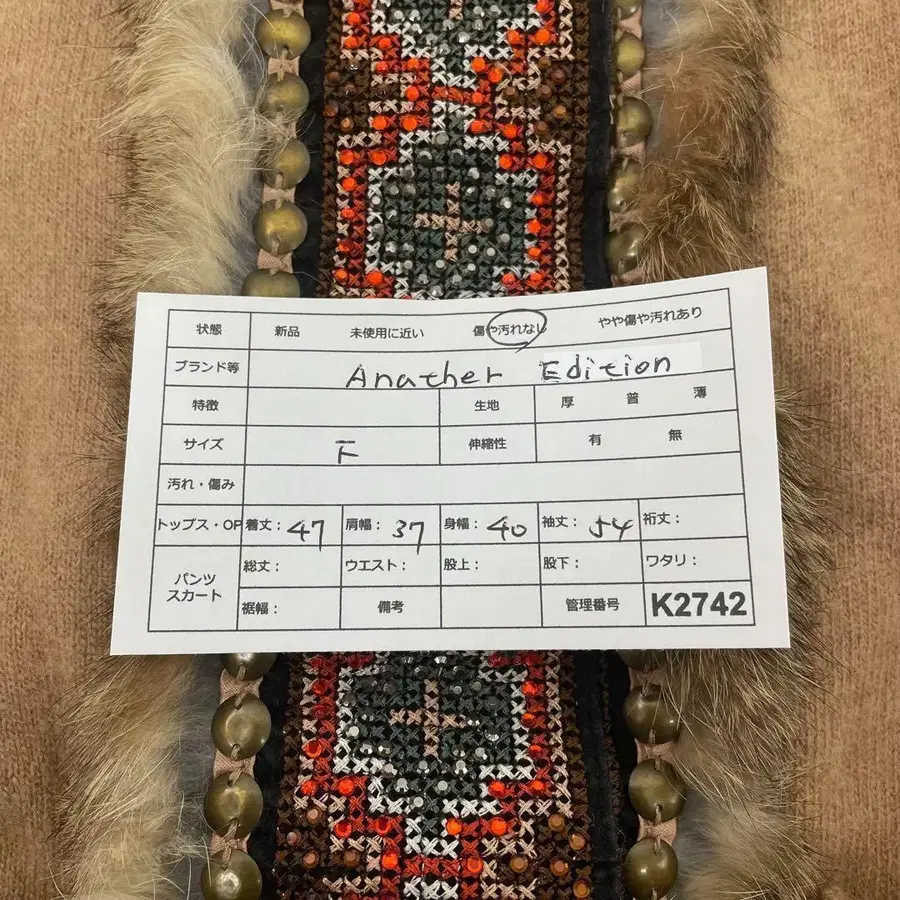 状態 新品 未使用に近い 傷や汚れなし やや傷や汚れあり
ブランド等 Anather Edition
特徴 生地 厚 普 薄
サイズ F 伸縮性 有 無
汚れ・傷み
トップス・OP 着丈：47 肩幅：37 身幅：40 袖丈：54 裄丈：
パンツ スカート 総丈： ウエスト： 股上： 股下： ワタリ：
裾幅： 備考 管理番号 K2742